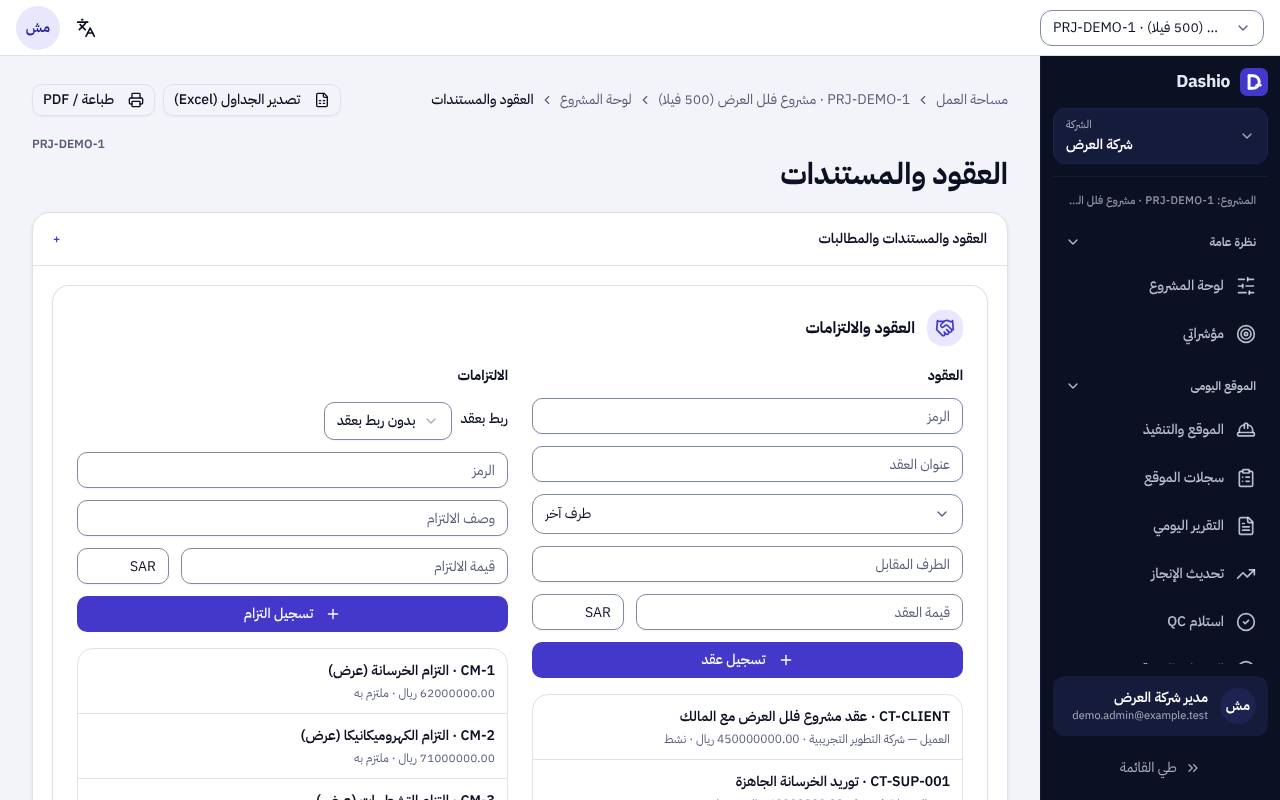 PRJ-DEMO-1 · (500 فيلا) ...
مش
Dashio
الشركة
شركة العرض
المشروع: PRJ-DEMO-1 · مشروع فلل الـ...
نظرة عامة
لوحة المشروع
مؤشراتي
الموقع اليومي
الموقع والتنفيذ
سجلات الموقع
التقرير اليومي
تحديث الإنجاز
استلام QC
مدير شركة العرض
demo.admin@example.test
مش
طي القائمة
مساحة العمل
PRJ-DEMO-1 · مشروع فلل العرض (500 فيلا)
لوحة المشروع
العقود والمستندات
تصدير الجداول (Excel)
طباعة / PDF
PRJ-DEMO-1
العقود والمستندات
العقود والمستندات والمطالبات
+
العقود والالتزامات
العقود
الرمز
عنوان العقد
طرف آخر
الطرف المقابل
قيمة العقد
SAR
+ تسجيل عقد
CT-CLIENT · عقد مشروع فلل العرض مع المالك
العميل — شركة التطوير التجريبية · 450000000.00 ريال · نشط
CT-SUP-001 · توريد الخرسانة الجاهزة
الالتزامات
ربط بعقد
بدون ربط بعقد
الرمز
وصف الالتزام
قيمة الالتزام
SAR
+ تسجيل التزام
CM-1 · التزام الخرسانة (عرض)
62000000.00 ريال · ملتزم به
CM-2 · التزام الكهروميكانيكا (عرض)
71000000.00 ريال · ملتزم به